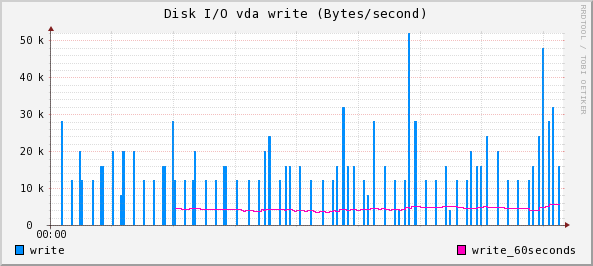 Disk I/O vda write (Bytes/second)
RRDTOOL / TOBI OETIKER
50 k
40 k
30 k
20 k
10 k
0
00:00
write
write_60seconds